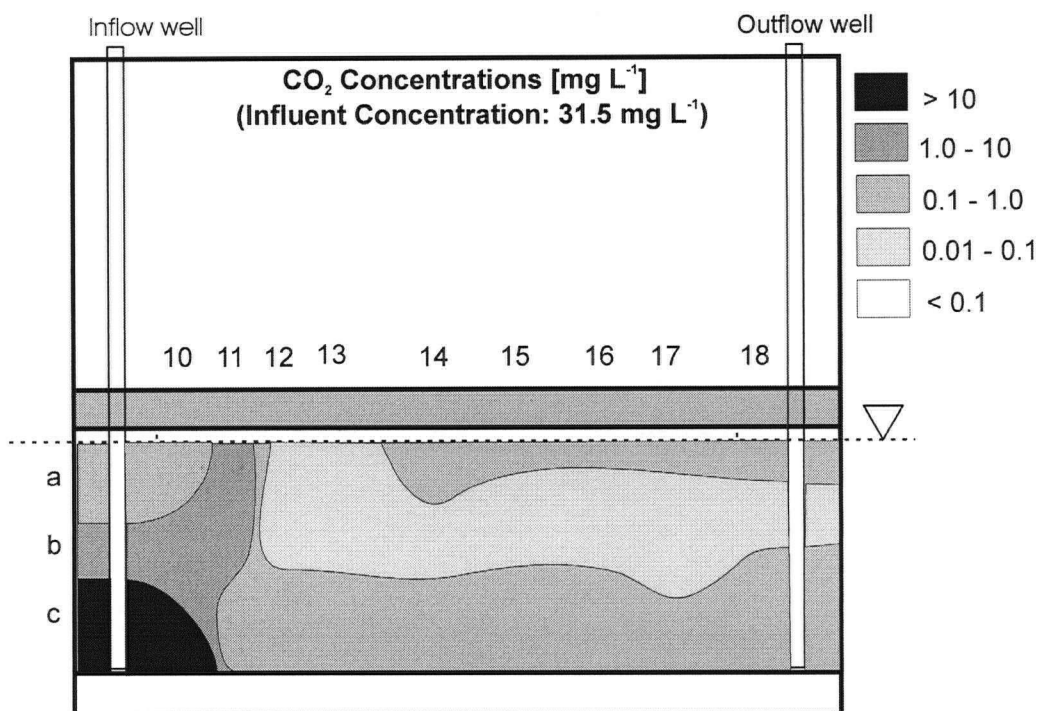 Inflow well
Outflow well
CO₂ Concentrations [mg L⁻¹]
(Influent Concentration: 31.5 mg L⁻¹)
> 10
1.0 - 10
0.1 - 1.0
0.01 - 0.1
< 0.1
10 11 12 13 14 15 16 17 18
a
b
c